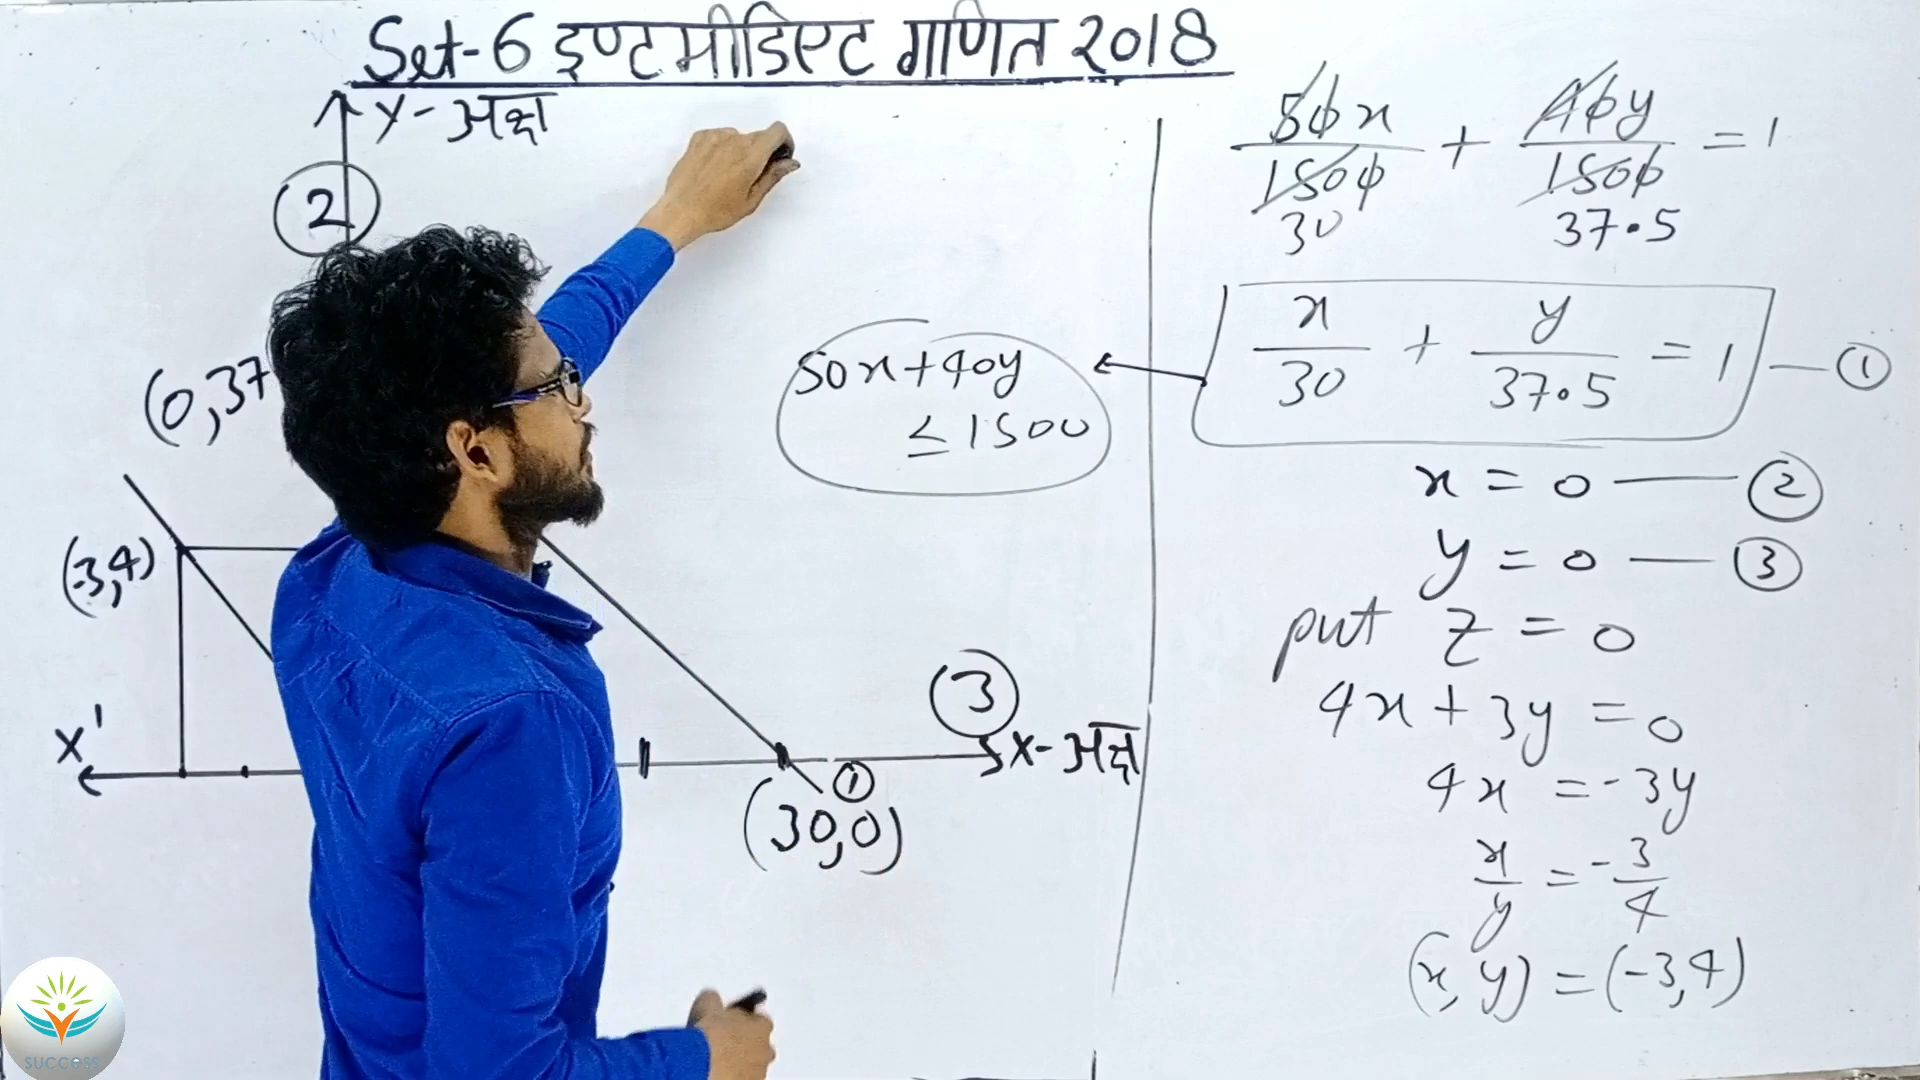 Set-6 इण्टमीडिएट गणित 2018
Y-अक्ष
2
(0,37
(-3,4)
X'
50x+40y
≤1500
3
X-अक्ष
1
(30,0)
50x/1500 + 40y/1500 = 1
30 37.5
x/30 + y/37.5 = 1 — 1
x = 0 — 2
y = 0 — 3
put z = 0
4x+3y = 0
4x = -3y
x/y = -3/4
(x, y) = (-3,4)
SUCCESS